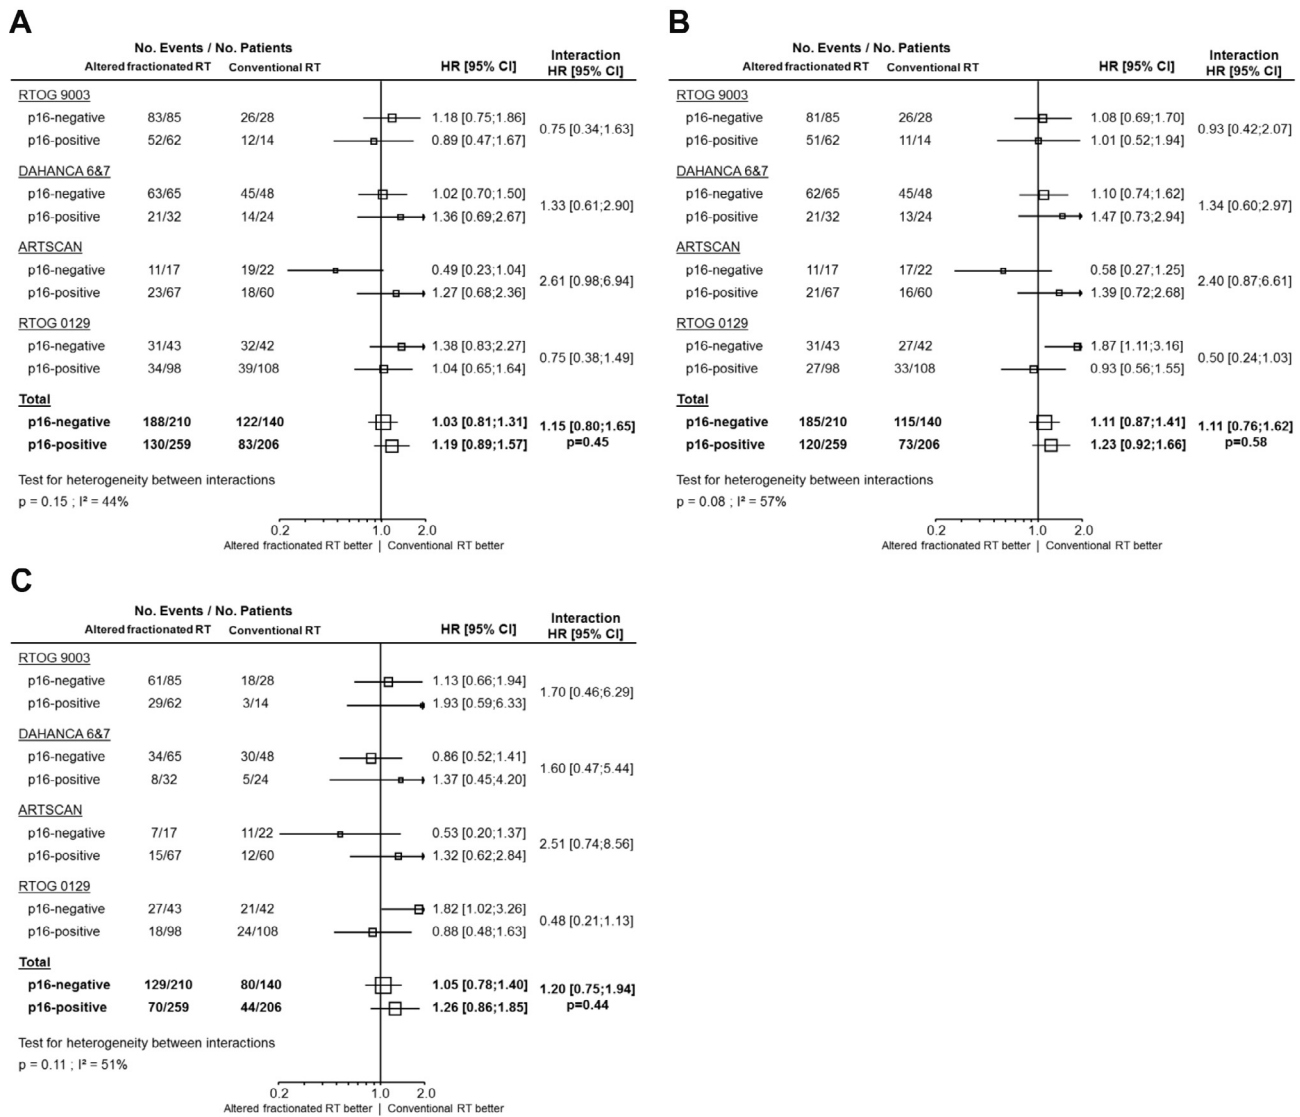 A
No. Events / No. Patients
Altered fractionated RT Conventional RT HR [95% CI] Interaction HR [95% CI]
RTOG 9003
p16-negative 83/85 26/28 1.18 [0.75;1.86]
0.75 [0.34;1.63]
p16-positive 52/62 12/14 0.89 [0.47;1.67]
DAHANCA 6&7
p16-negative 63/65 45/48 1.02 [0.70;1.50]
1.33 [0.61;2.90]
p16-positive 21/32 14/24 1.36 [0.69;2.67]
ARTSCAN
p16-negative 11/17 19/22 0.49 [0.23;1.04]
2.61 [0.98;6.94]
p16-positive 23/67 18/60 1.27 [0.68;2.36]
RTOG 0129
p16-negative 31/43 32/42 1.38 [0.83;2.27]
0.75 [0.38;1.49]
p16-positive 34/98 39/108 1.04 [0.65;1.64]
Total
p16-negative 188/210 122/140 1.03 [0.81;1.31]
1.15 [0.80;1.65]
p16-positive 130/259 83/206 1.19 [0.89;1.57]
p=0.45
Test for heterogeneity between interactions
p = 0.15 ; I² = 44%
0.2 1.0 2.0
Altered fractionated RT better | Conventional RT better
B
No. Events / No. Patients
Altered fractionated RT Conventional RT HR [95% CI] Interaction HR [95% CI]
RTOG 9003
p16-negative 81/85 26/28 1.08 [0.69;1.70]
0.93 [0.42;2.07]
p16-positive 51/62 11/14 1.01 [0.52;1.94]
DAHANCA 6&7
p16-negative 62/65 45/48 1.10 [0.74;1.62]
1.34 [0.60;2.97]
p16-positive 21/32 13/24 1.47 [0.73;2.94]
ARTSCAN
p16-negative 11/17 17/22 0.58 [0.27;1.25]
2.40 [0.87;6.61]
p16-positive 21/67 16/60 1.39 [0.72;2.68]
RTOG 0129
p16-negative 31/43 27/42 1.87 [1.11;3.16]
0.50 [0.24;1.03]
p16-positive 27/98 33/108 0.93 [0.56;1.55]
Total
p16-negative 185/210 115/140 1.11 [0.87;1.41]
1.11 [0.76;1.62]
p16-positive 120/259 73/206 1.23 [0.92;1.66]
p=0.58
Test for heterogeneity between interactions
p = 0.08 ; I² = 57%
0.2 1.0 2.0
Altered fractionated RT better | Conventional RT better
C
No. Events / No. Patients
Altered fractionated RT Conventional RT HR [95% CI] Interaction HR [95% CI]
RTOG 9003
p16-negative 61/85 18/28 1.13 [0.66;1.94]
1.70 [0.46;6.29]
p16-positive 29/62 3/14 1.93 [0.59;6.33]
DAHANCA 6&7
p16-negative 34/65 30/48 0.86 [0.52;1.41]
1.60 [0.47;5.44]
p16-positive 8/32 5/24 1.37 [0.45;4.20]
ARTSCAN
p16-negative 7/17 11/22 0.53 [0.20;1.37]
2.51 [0.74;8.56]
p16-positive 15/67 12/60 1.32 [0.62;2.84]
RTOG 0129
p16-negative 27/43 21/42 1.82 [1.02;3.26]
0.48 [0.21;1.13]
p16-positive 18/98 24/108 0.88 [0.48;1.63]
Total
p16-negative 129/210 80/140 1.05 [0.78;1.40]
1.20 [0.75;1.94]
p16-positive 70/259 44/206 1.26 [0.86;1.85]
p=0.44
Test for heterogeneity between interactions
p = 0.11 ; I² = 51%
0.2 1.0 2.0
Altered fractionated RT better | Conventional RT better